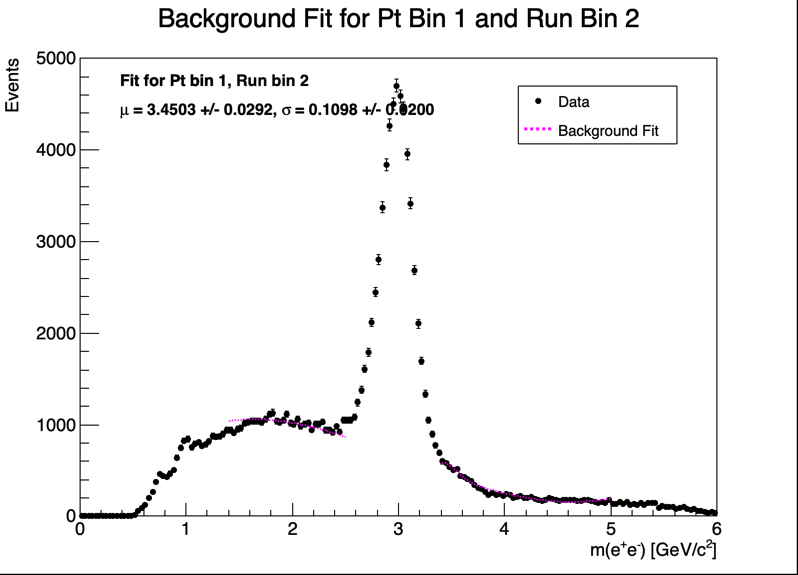 Background Fit for Pt Bin 1 and Run Bin 2
Events
5000
4000
3000
2000
1000
0
Fit for Pt bin 1, Run bin 2
μ = 3.4503 +/- 0.0292, σ = 0.1098 +/- 0.0200
Data
Background Fit
0 1 2 3 4 5 6
m(e⁺e⁻) [GeV/c²]